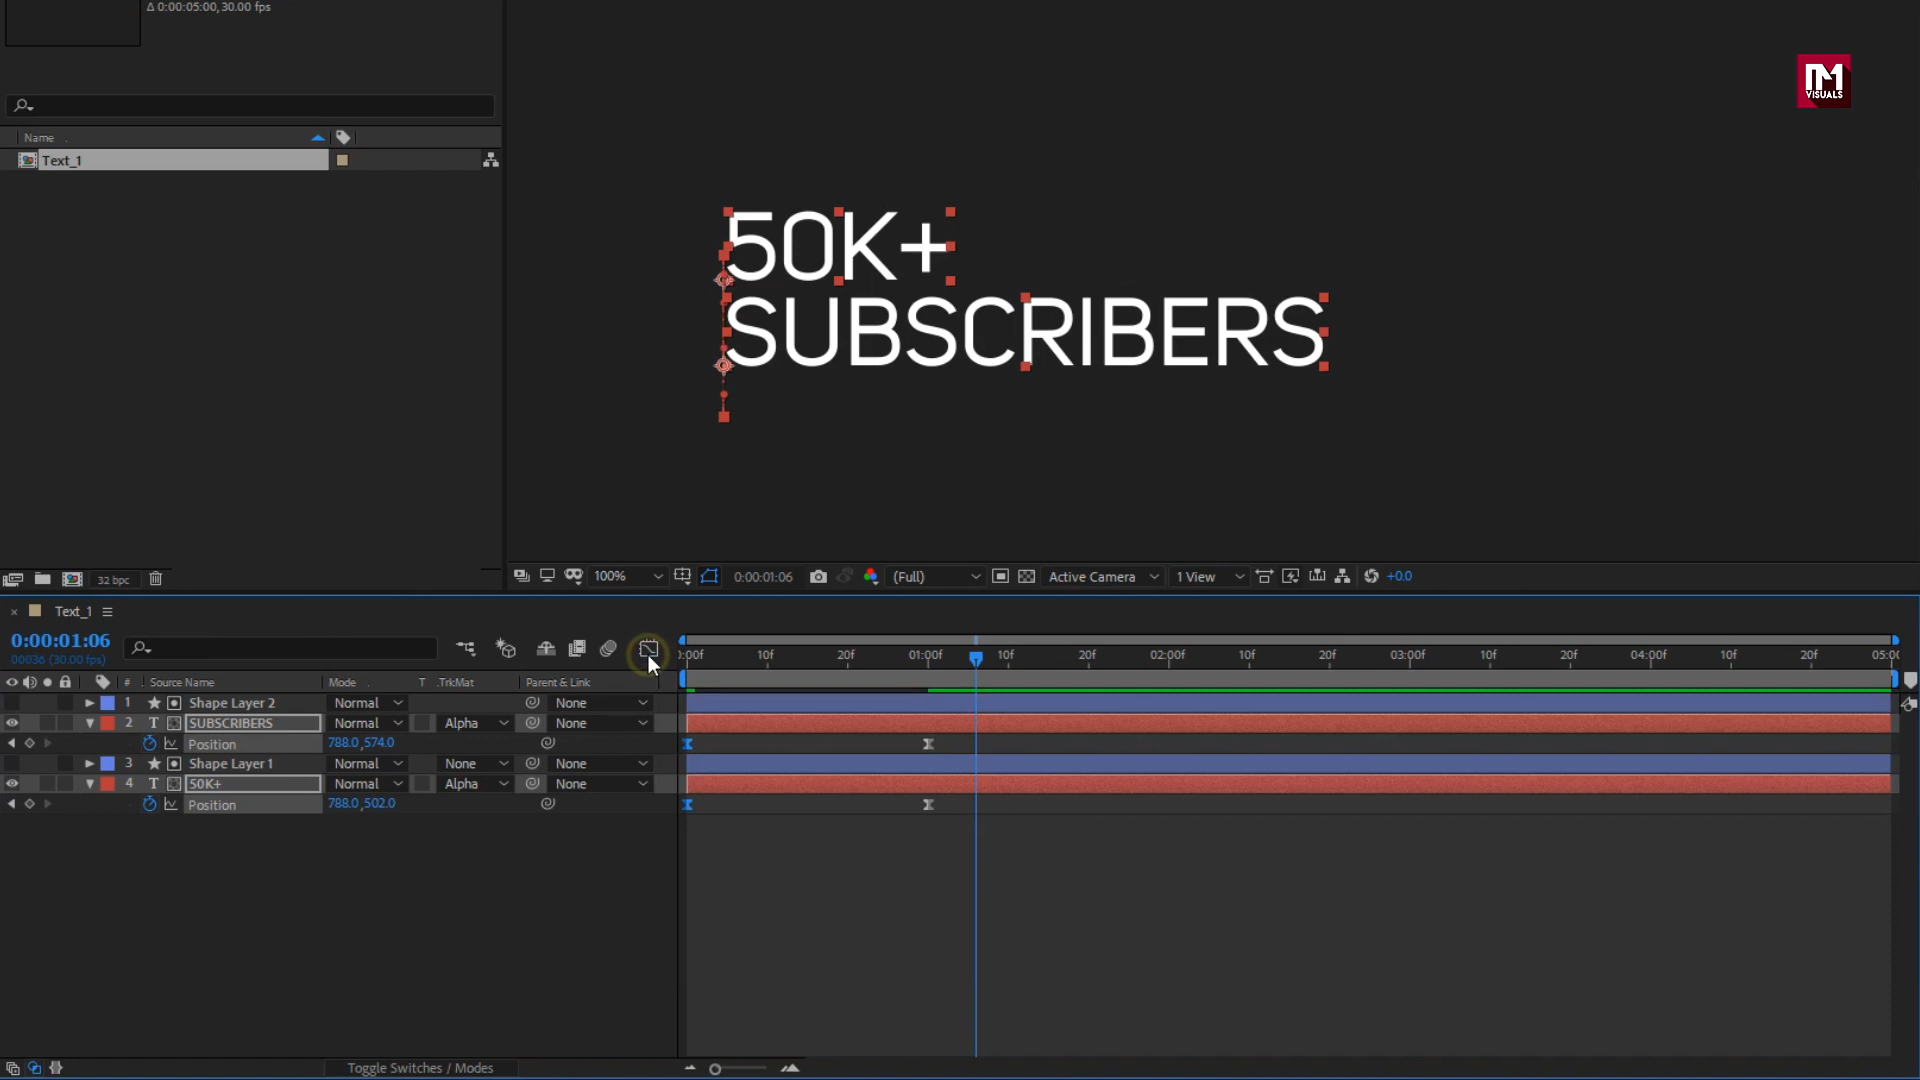 Δ 0:00:05:00, 30.00 fps
M
VISUALS
Name
Text_1
50K+
SUBSCRIBERS
32 bpc
100%
0:00:01:06
(Full)
Active Camera
1 View
+0.0
Text_1
0:00:01:06
00036 (30.00 fps)
:00f 10f 20f 01:00f 10f 20f 02:00f 10f 20f 03:00f 10f 20f 04:00f 10f 20f 05:00
# Source Name Mode T .TrkMat Parent & Link
1 Shape Layer 2 Normal None
2 T SUBSCRIBERS Normal Alpha None
Position 788.0,574.0
3 Shape Layer 1 Normal None None
4 T 50K+ Normal Alpha None
Position 788.0,502.0
Toggle Switches / Modes